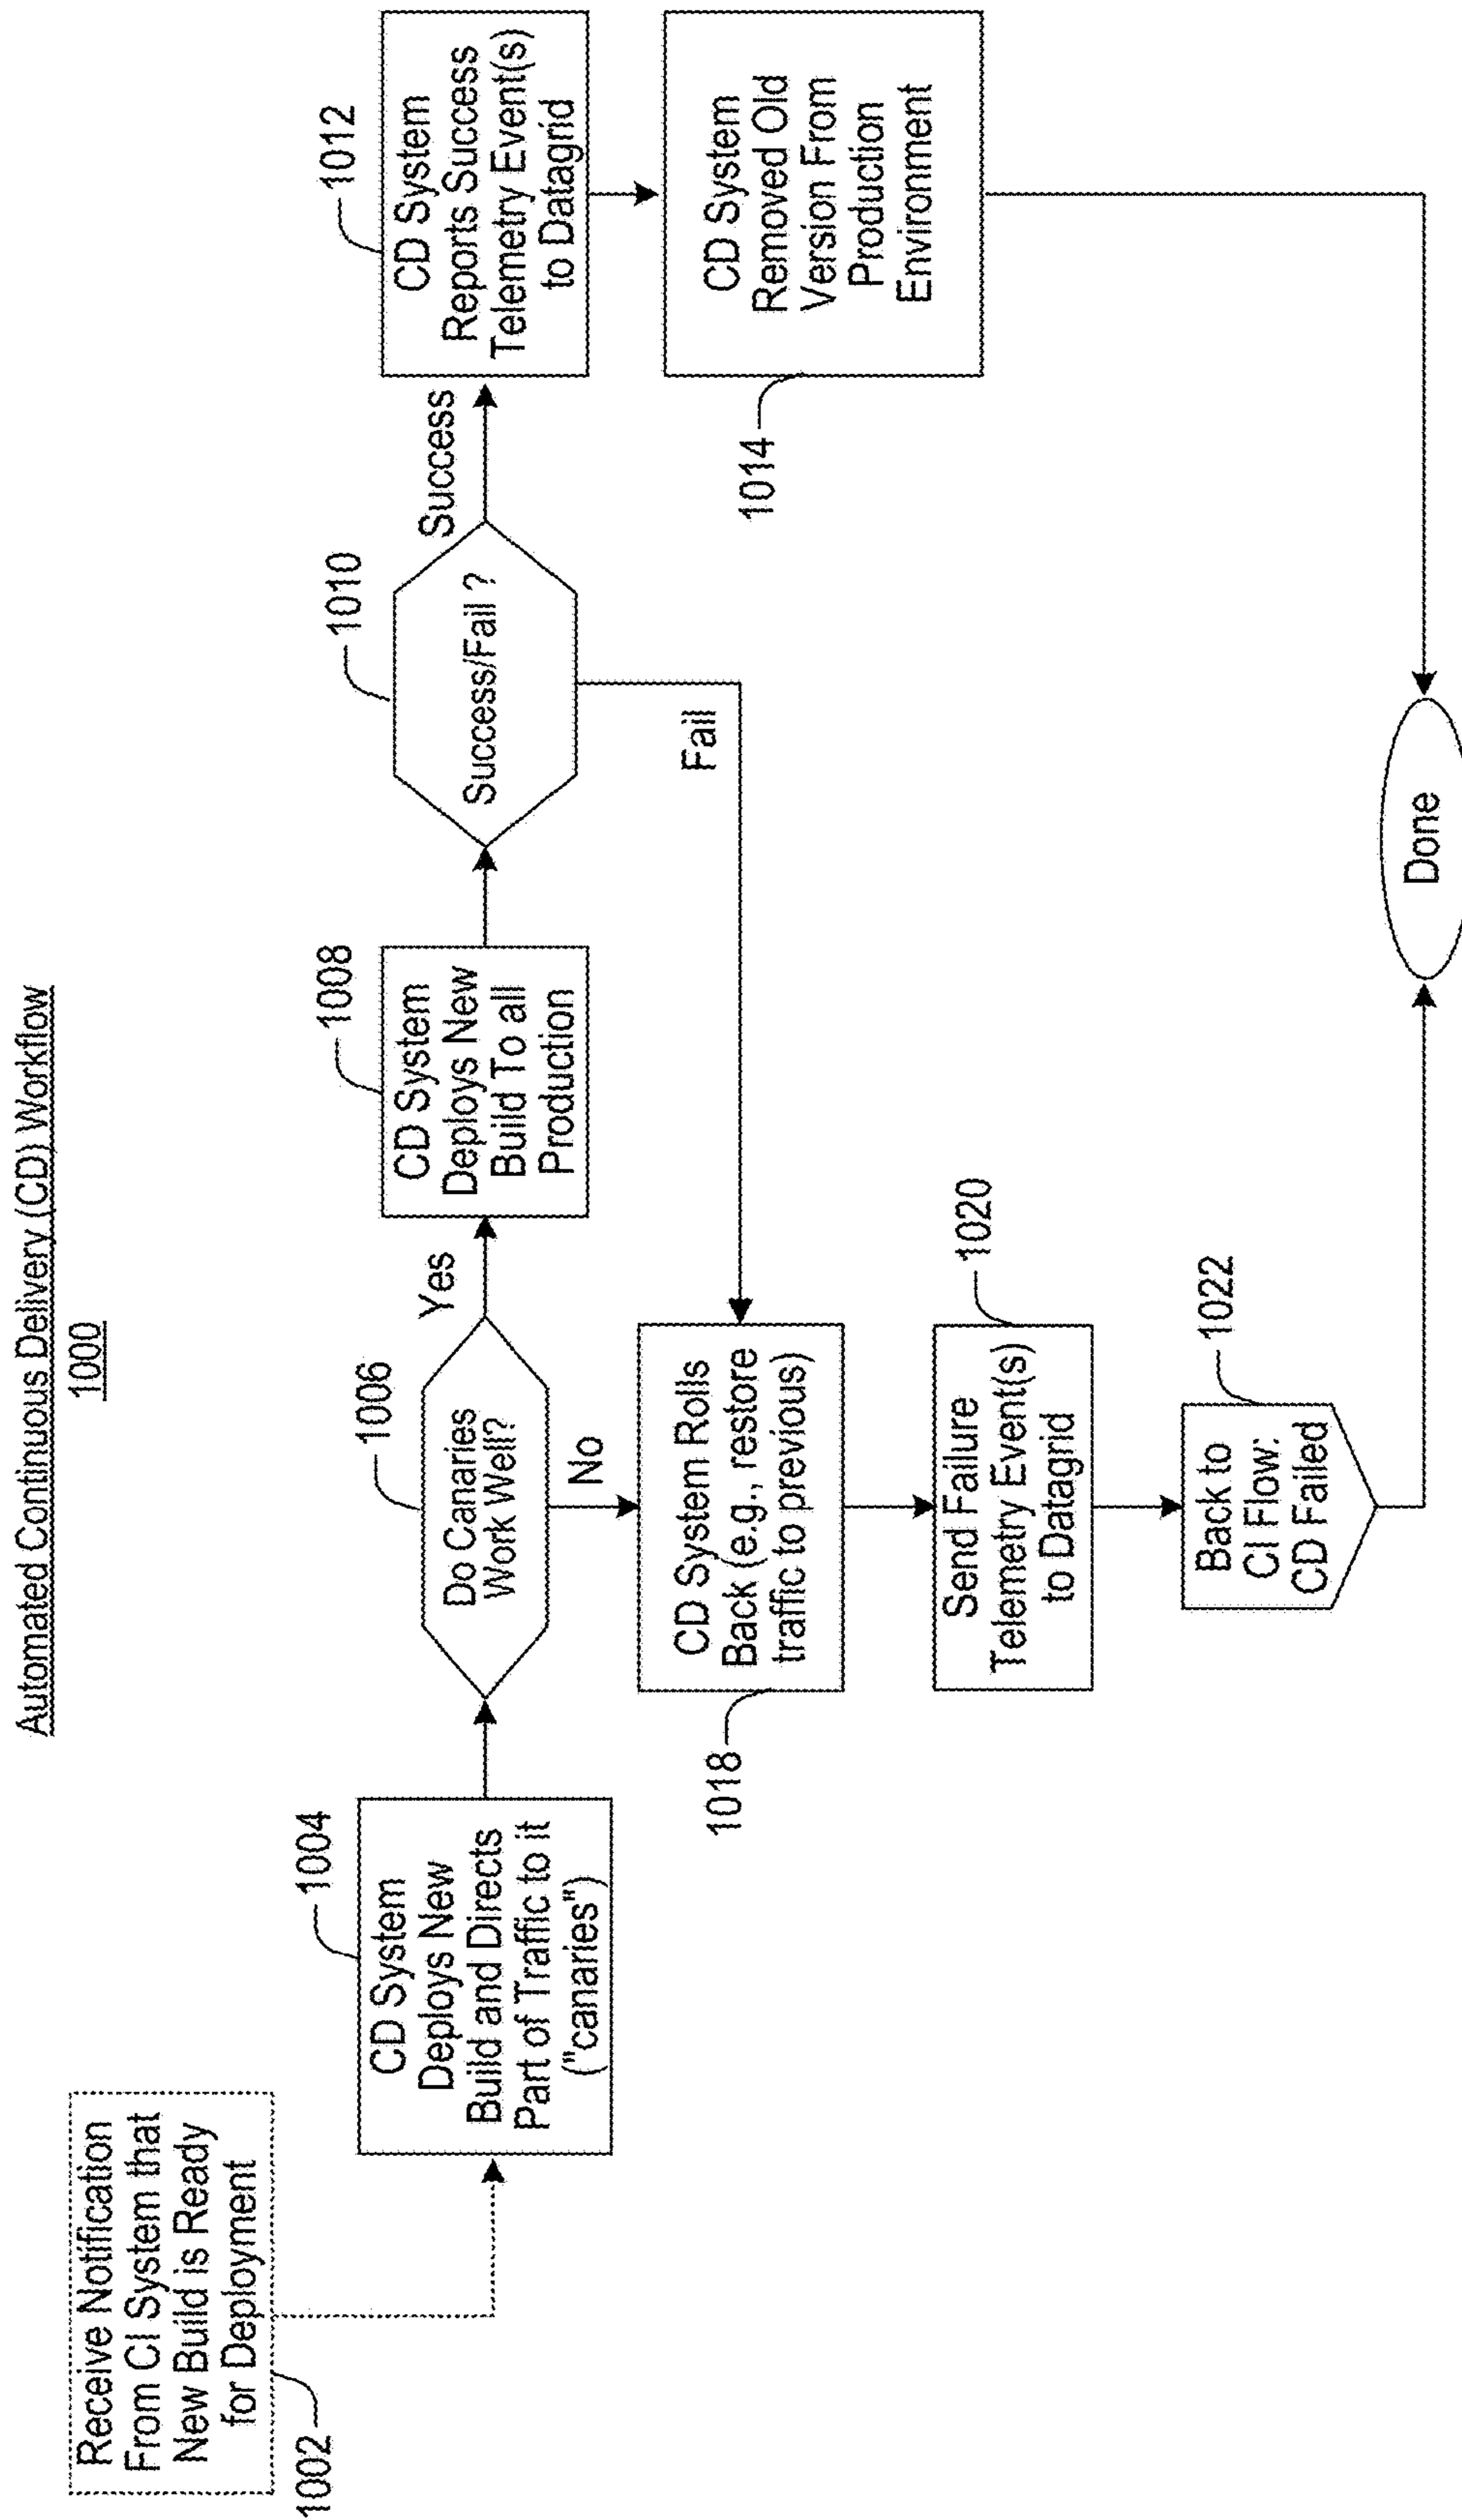 Automated Continuous Delivery (CD) Workflow
1000
Receive Notification
From CI System that
New Build is Ready
for Deployment
1002
1004
CD System
Deploys New
Build and Directs
Part of Traffic to it
("canaries")
1006
Do Canaries
Work Well?
Yes
No
1008
CD System
Deploys New
Build To all
Production
1010
Success/Fail ?
Success
Fail
1012
CD System
Reports Success
Telemetry Event(s)
to Datagrid
1014
CD System
Removed Old
Version From
Production
Environment
1018
CD System Rolls
Back (e.g., restore
traffic to previous)
1020
Send Failure
Telemetry Event(s)
to Datagrid
1022
Back to
CI Flow:
CD Failed
Done